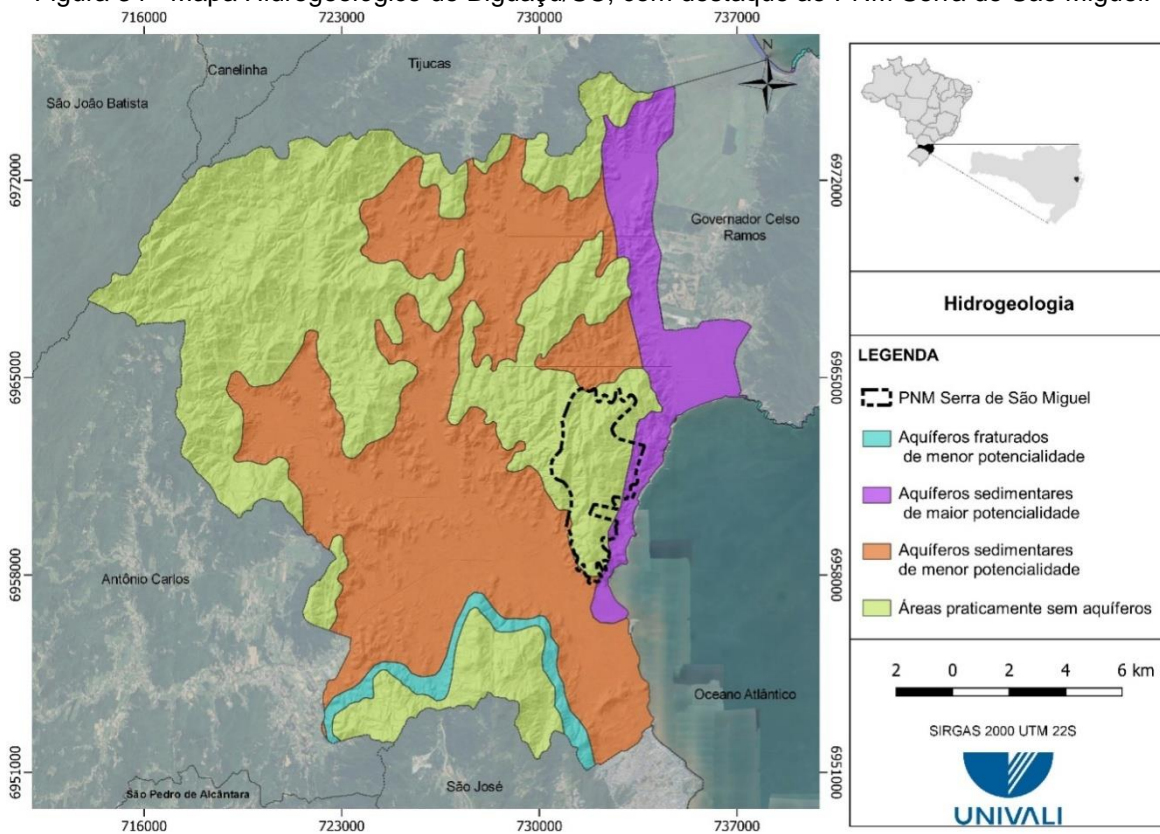 Figura 54 - Mapa Hidrogeológico de Biguaçu/SC, com destaque ao PNM Serra de São Miguel.
716000
723000
730000
737000
N
Canelinha
Tijucas
São João Batista
6972000
6972000
Governador Celso
Ramos
6965000
6965000
Antônio Carlos
6958000
6958000
Oceano Atlântico
São José
São Pedro de Alcântara
6951000
6951000
716000
723000
730000
737000
Hidrogeologia
LEGENDA
PNM Serra de São Miguel
Aquíferos fraturados
de menor potencialidade
Aquíferos sedimentares
de maior potencialidade
Aquíferos sedimentares
de menor potencialidade
Áreas praticamente sem aquíferos
2 0 2 4 6 km
SIRGAS 2000 UTM 22S
UNIVALI